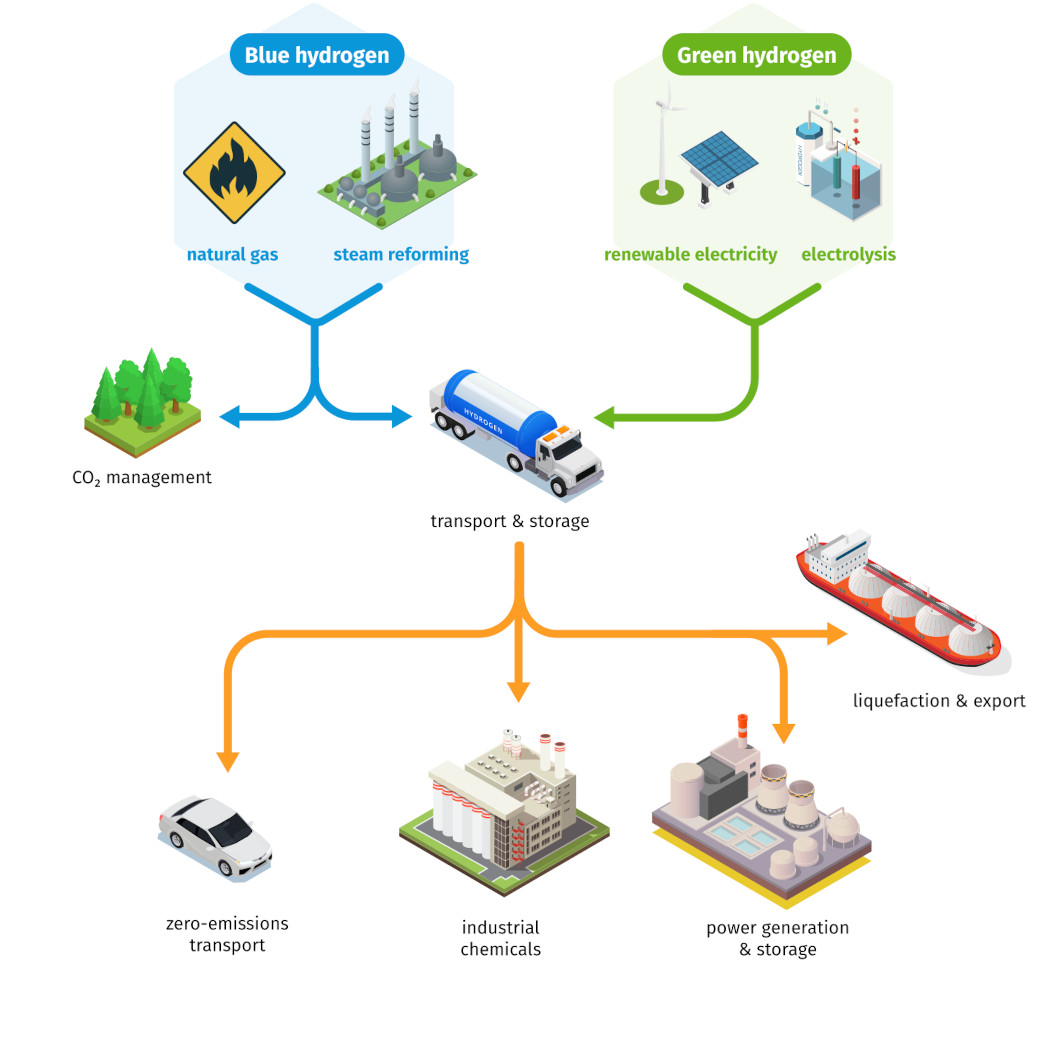 Blue hydrogen
Green hydrogen
HYDROGEN
natural gas
steam reforming
renewable electricity
electrolysis
HYDROGEN
CO₂ management
transport & storage
liquefaction & export
zero-emissions
transport
industrial
chemicals
power generation
& storage